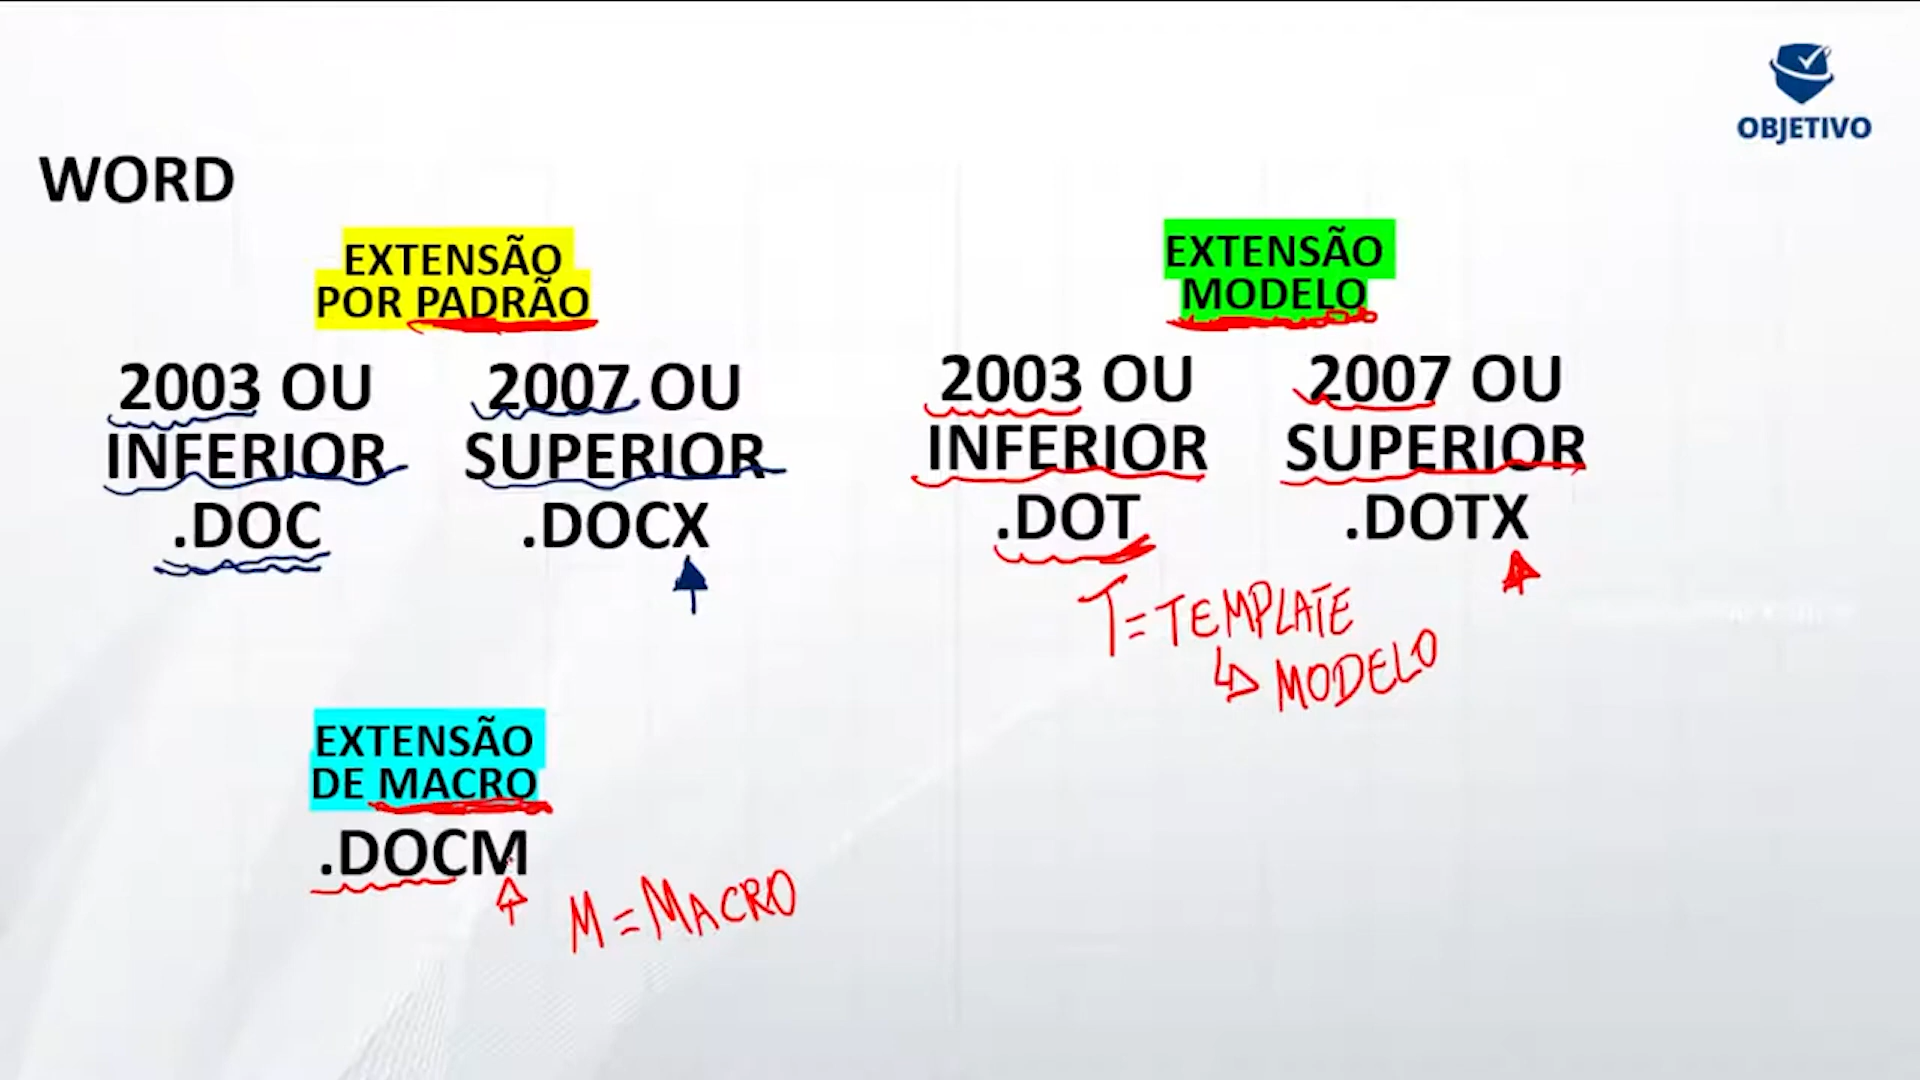 OBJETIVO
WORD
EXTENSÃO
POR PADRÃO
2003 OU
INFERIOR
.DOC
2007 OU
SUPERIOR
.DOCX
EXTENSÃO
MODELO
2003 OU
INFERIOR
.DOT
2007 OU
SUPERIOR
.DOTX
T=TEMPLATE
MODELO
EXTENSÃO
DE MACRO
.DOCM
M=MACRO